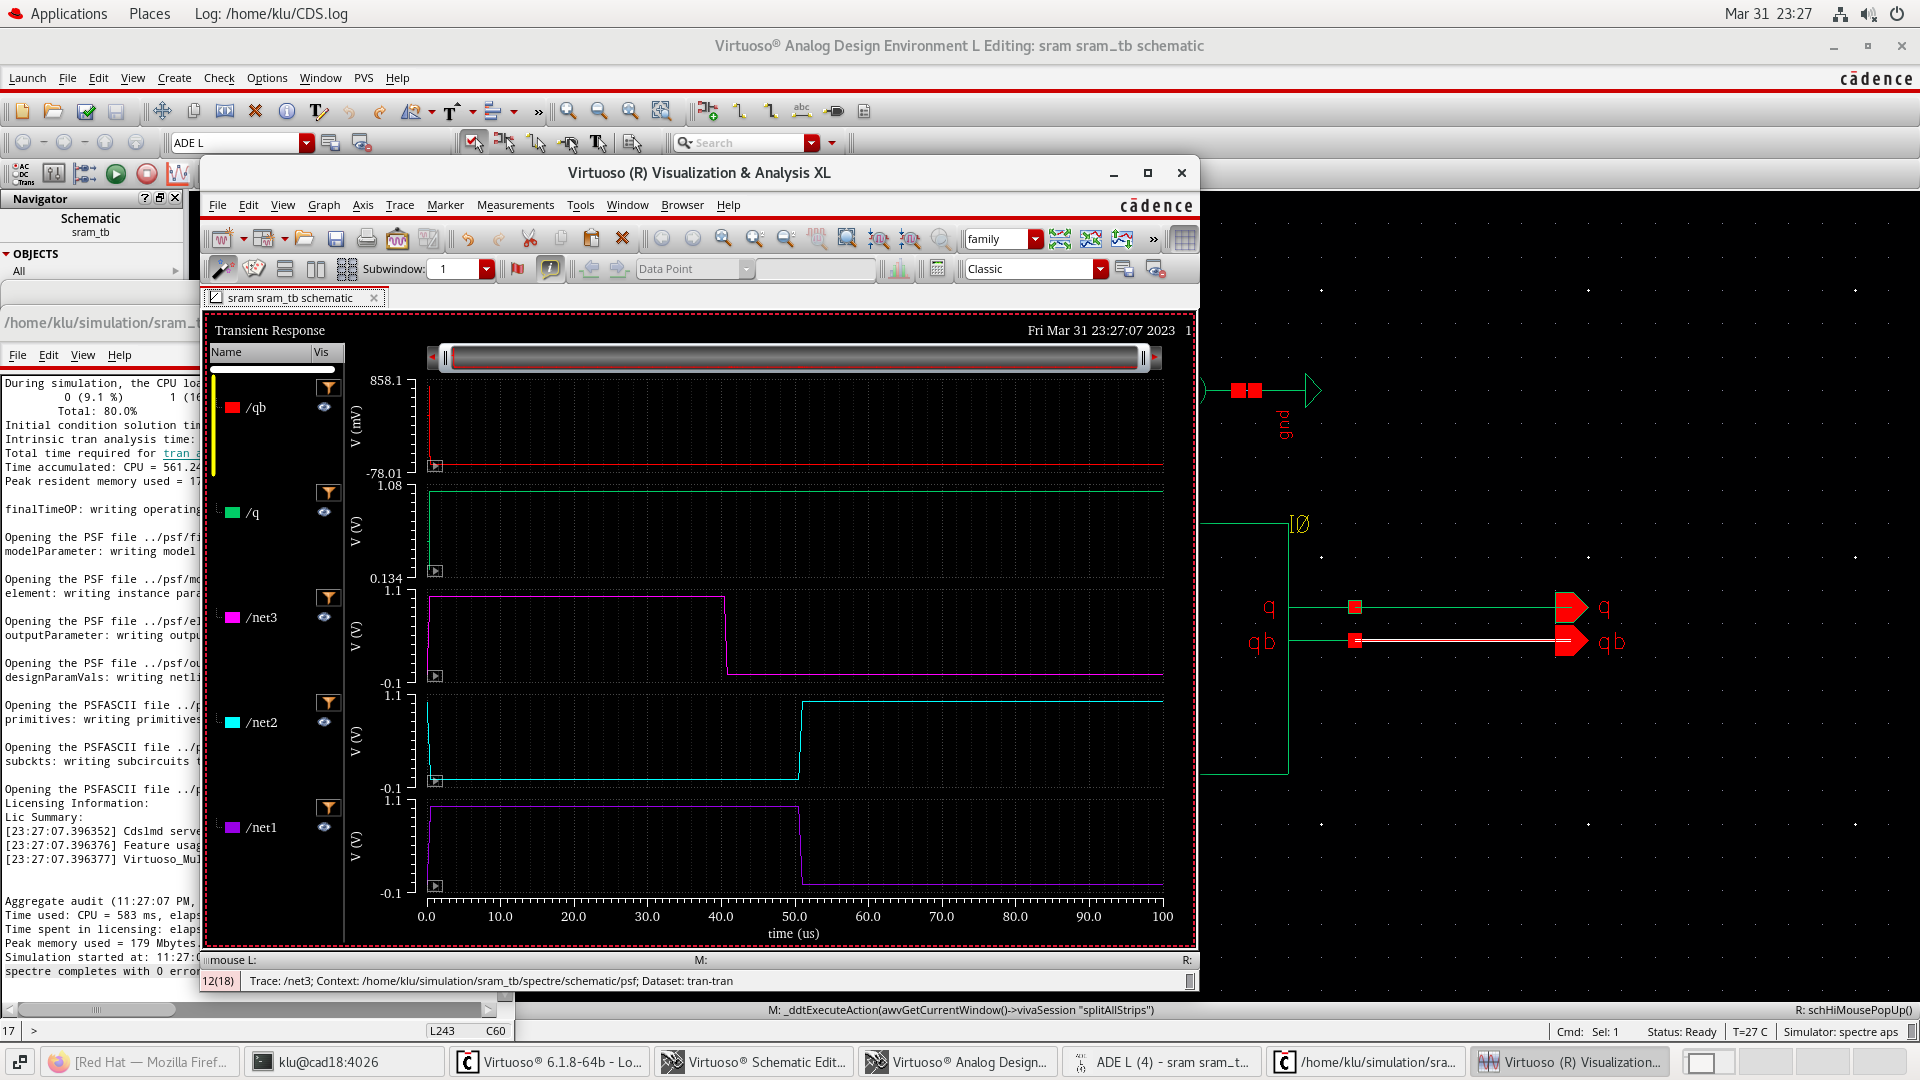 Applications Places Log: /home/klu/CDS.log Mar 31 23:27
Virtuoso® Analog Design Environment L Editing: sram sram_tb schematic
Launch File Edit View Create Check Options Window PVS Help cādence
ADE L Search
AC
DC
Trans
Navigator
Schematic
sram_tb
OBJECTS
All
/home/klu/simulation/sram_t
File Edit View Help
During simulation, the CPU loa
0 (9.1 %) 1 (16
Total: 80.0%
Initial condition solution tim
Intrinsic tran analysis time:
Total time required for tran a
Time accumulated: CPU = 561.24
Peak resident memory used = 17
finalTimeOP: writing operating
Opening the PSF file ../psf/fi
modelParameter: writing model
Opening the PSF file ../psf/mo
element: writing instance para
Opening the PSF file ../psf/el
outputParameter: writing outpu
Opening the PSF file ../psf/ou
designParamVals: writing netli
Opening the PSFASCII file ../p
primitives: writing primitives
Opening the PSFASCII file ../p
subckts: writing subcircuits t
Opening the PSFASCII file ../p
Licensing Information:
Lic Summary:
[23:27:07.396352] Cdslmd serve
[23:27:07.396376] Feature usag
[23:27:07.396377] Virtuoso_Mul
Aggregate audit (11:27:07 PM,
Time used: CPU = 583 ms, elaps
Time spent in licensing: elaps
Peak memory used = 179 Mbytes.
Simulation started at: 11:27:0
spectre completes with 0 error
17 > L243 C60
Virtuoso (R) Visualization & Analysis XL
File Edit View Graph Axis Trace Marker Measurements Tools Window Browser Help cādence
family
Subwindow: 1 Data Point Classic
sram sram_tb schematic
Transient Response Fri Mar 31 23:27:07 2023 1
Name Vis
/qb
858.1
V (mV)
-78.01
/q
1.08
V (V)
0.134
/net3
1.1
V (V)
-0.1
/net2
1.1
V (V)
-0.1
/net1
1.1
V (V)
-0.1
0.0 10.0 20.0 30.0 40.0 50.0 60.0 70.0 80.0 90.0 100
time (us)
mouse L: M: R:
12(18) Trace: /net3; Context: /home/klu/simulation/sram_tb/spectre/schematic/psf; Dataset: tran-tran
gnd
I0
q q
qb qb
M: _ddtExecuteAction(awvGetCurrentWindow()->vivaSession "splitAllStrips") R: schHiMousePopUp()
Cmd: Sel: 1 Status: Ready T=27 C Simulator: spectre aps
[Red Hat — Mozilla Firef... klu@cad18:4026 Virtuoso® 6.1.8-64b - Lo... Virtuoso® Schematic Edit... Virtuoso® Analog Design... ADE L (4) - sram sram_t... /home/klu/simulation/sra... Virtuoso (R) Visualization...